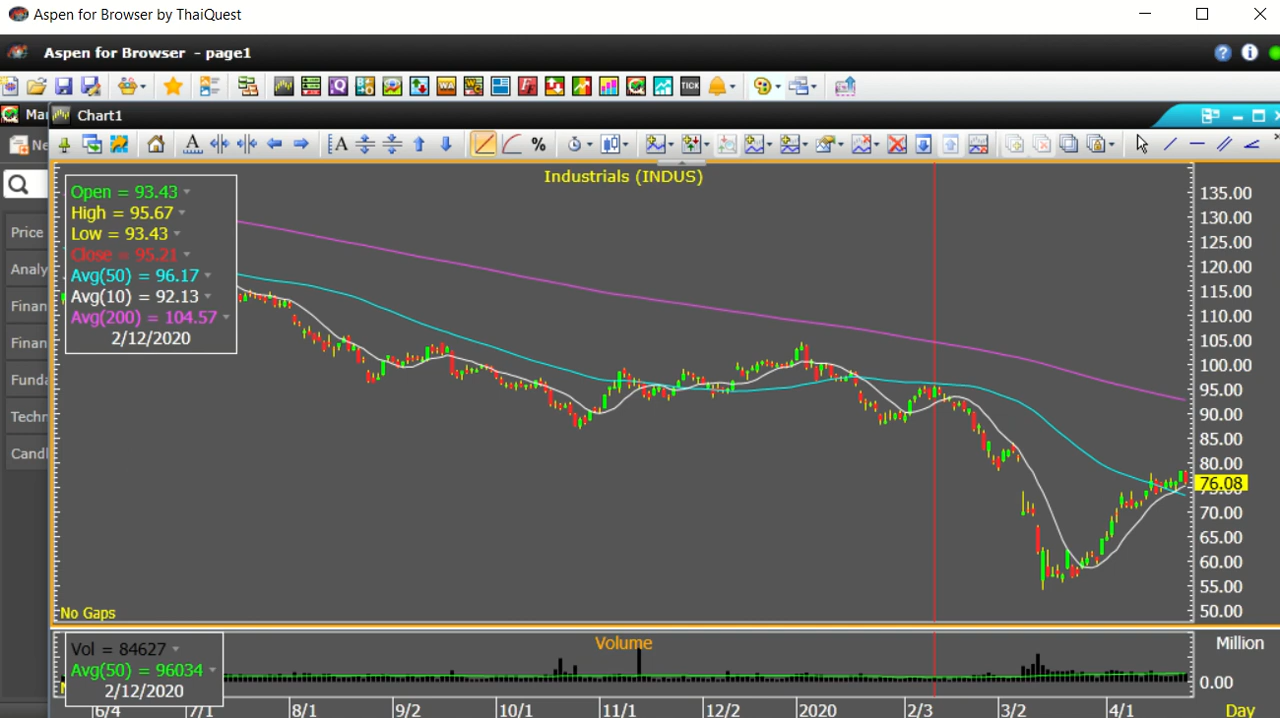 Aspen for Browser by ThaiQuest
Aspen for Browser - page1
Chart1
Industrials (INDUS)
Open = 93.43
High = 95.67
Low = 93.43
Close = 95.21
Avg(50) = 96.17
Avg(10) = 92.13
Avg(200) = 104.57
2/12/2020
Price
Analy
Finan
Finan
Funda
Techn
Candl
135.00
130.00
125.00
120.00
115.00
110.00
105.00
100.00
95.00
90.00
85.00
80.00
76.08
75.00
70.00
65.00
60.00
55.00
50.00
No Gaps
Volume
Vol = 84627
Avg(50) = 96034
2/12/2020
Million
0.00
6/4 7/1 8/1 9/2 10/1 11/1 12/2 2020 2/3 3/2 4/1 Day